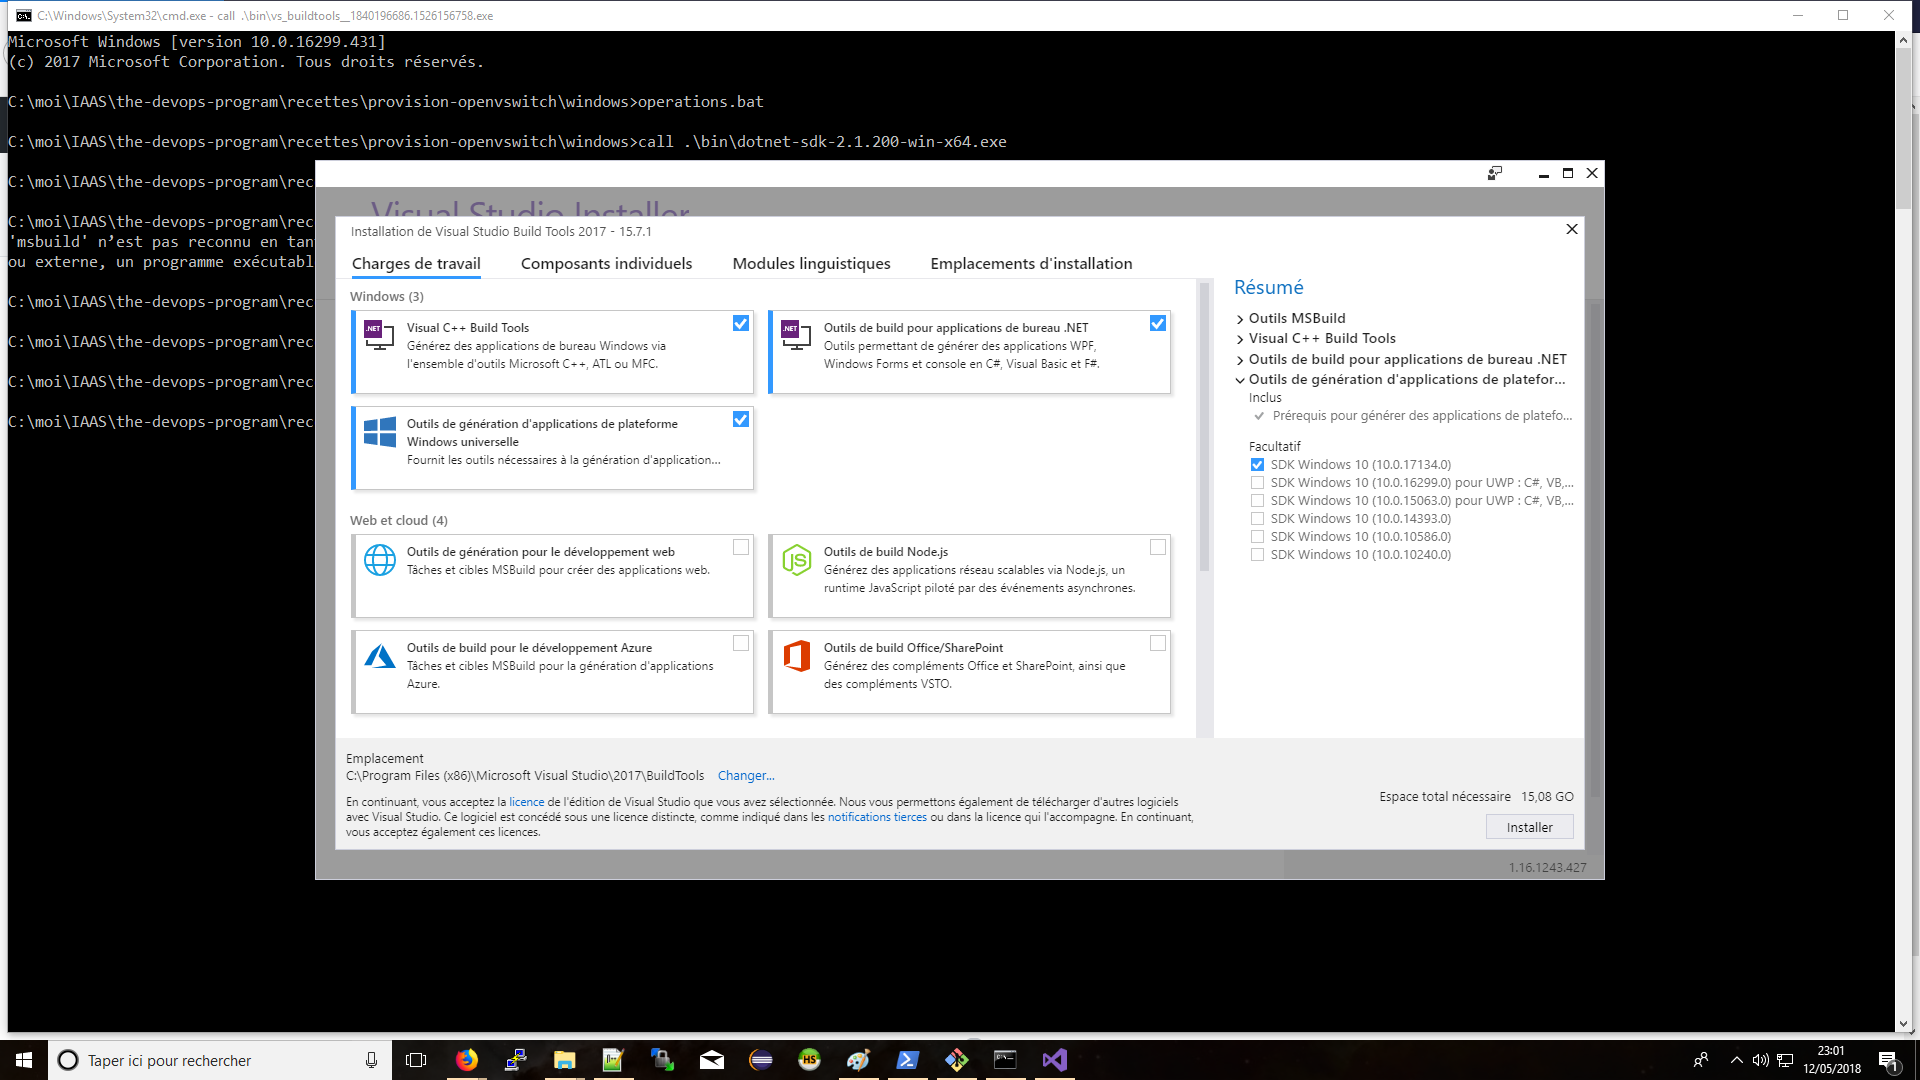 C:\Windows\System32\cmd.exe - call .\bin\vs_buildtools__1840196686.1526156758.exe
Microsoft Windows [version 10.0.16299.431]
(c) 2017 Microsoft Corporation. Tous droits réservés.
C:\moi\IAAS\the-devops-program\recettes\provision-openvswitch\windows>operations.bat
C:\moi\IAAS\the-devops-program\recettes\provision-openvswitch\windows>call .\bin\dotnet-sdk-2.1.200-win-x64.exe
C:\moi\IAAS\the-devops-program\rec
C:\moi\IAAS\the-devops-program\rec
'msbuild' n’est pas reconnu en tan
ou externe, un programme exécutabl
C:\moi\IAAS\the-devops-program\rec
C:\moi\IAAS\the-devops-program\rec
C:\moi\IAAS\the-devops-program\rec
C:\moi\IAAS\the-devops-program\rec
Visual Studio Installer
Installation de Visual Studio Build Tools 2017 - 15.7.1
Charges de travail
Composants individuels
Modules linguistiques
Emplacements d'installation
Windows (3)
.NET
Visual C++ Build Tools
Générez des applications de bureau Windows via
l'ensemble d'outils Microsoft C++, ATL ou MFC.
.NET
Outils de build pour applications de bureau .NET
Outils permettant de générer des applications WPF,
Windows Forms et console en C#, Visual Basic et F#.
Outils de génération d'applications de plateforme
Windows universelle
Fournit les outils nécessaires à la génération d'application...
Web et cloud (4)
Outils de génération pour le développement web
Tâches et cibles MSBuild pour créer des applications web.
JS
Outils de build Node.js
Générez des applications réseau scalables via Node.js, un
runtime JavaScript piloté par des événements asynchrones.
Outils de build pour le développement Azure
Tâches et cibles MSBuild pour la génération d'applications
Azure.
Outils de build Office/SharePoint
Générez des compléments Office et SharePoint, ainsi que
des compléments VSTO.
Résumé
Outils MSBuild
Visual C++ Build Tools
Outils de build pour applications de bureau .NET
Outils de génération d'applications de platefor...
Inclus
Prérequis pour générer des applications de platefo...
Facultatif
SDK Windows 10 (10.0.17134.0)
SDK Windows 10 (10.0.16299.0) pour UWP : C#, VB,...
SDK Windows 10 (10.0.15063.0) pour UWP : C#, VB,...
SDK Windows 10 (10.0.14393.0)
SDK Windows 10 (10.0.10586.0)
SDK Windows 10 (10.0.10240.0)
Emplacement
C:\Program Files (x86)\Microsoft Visual Studio\2017\BuildTools Changer...
En continuant, vous acceptez la licence de l'édition de Visual Studio que vous avez sélectionnée. Nous vous permettons également de télécharger d'autres logiciels
avec Visual Studio. Ce logiciel est concédé sous une licence distincte, comme indiqué dans les notifications tierces ou dans la licence qui l'accompagne. En continuant,
vous acceptez également ces licences.
Espace total nécessaire 15,08 GO
Installer
1.16.1243.427
Taper ici pour rechercher
HS
23:01
12/05/2018
1